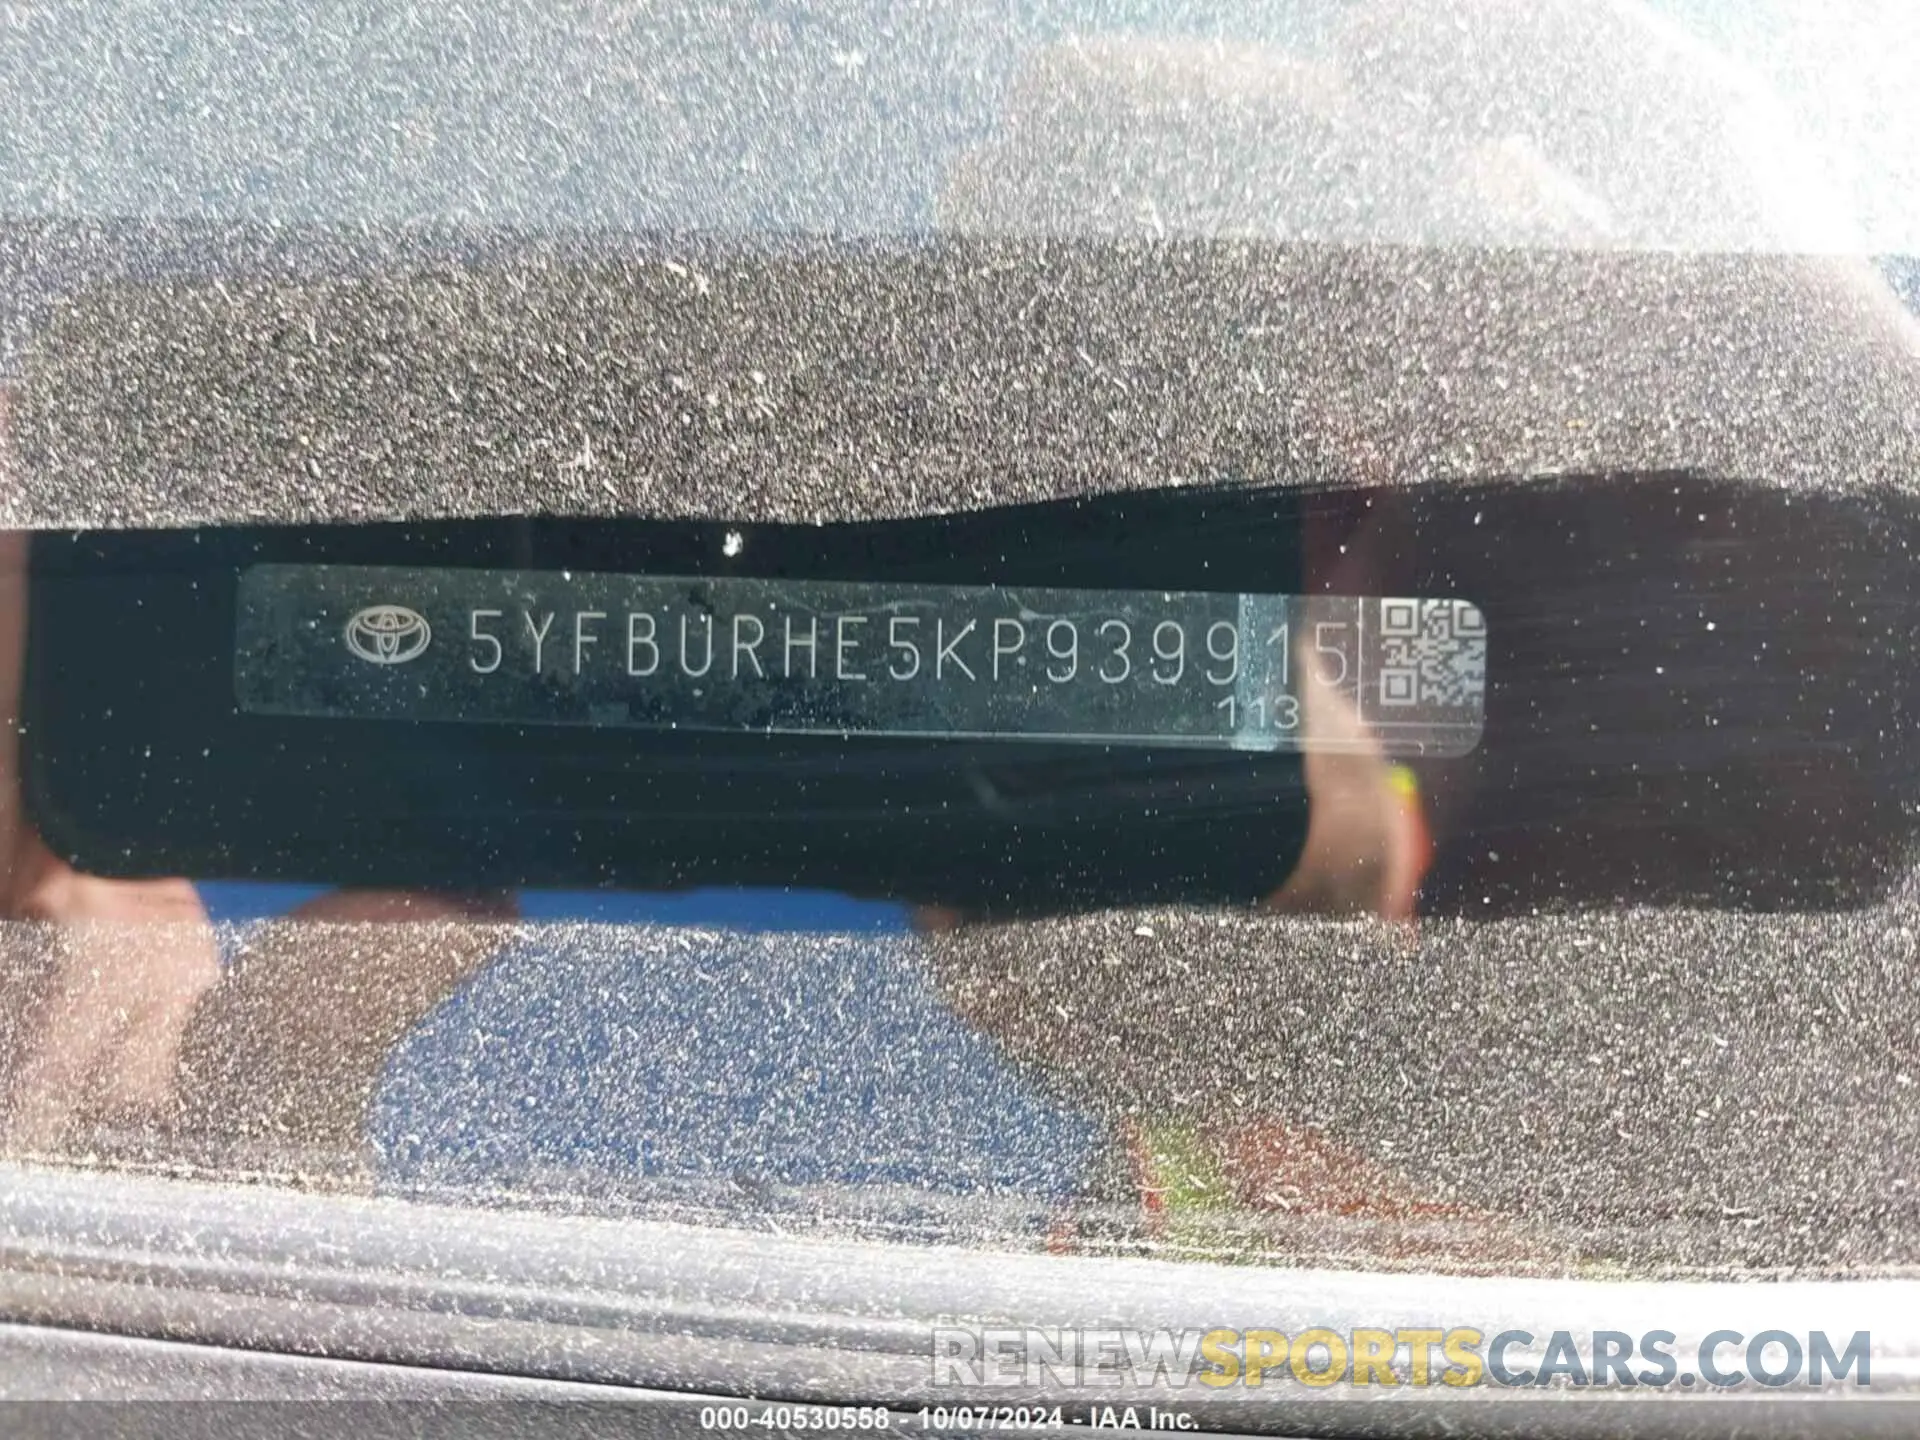 5YFBURHE5KP939915
113
RENEWSPORTSCARS.COM
000-40530558 - 10/07/2024 - IAA Inc.